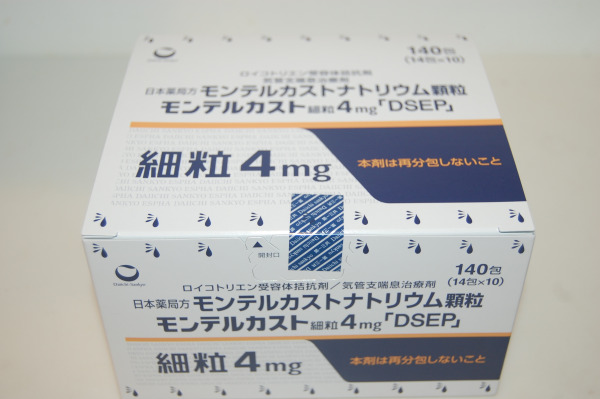 140包
(14包×10)
ロイコトリエン受容体拮抗剤
気管支喘息治療剤
日本薬局方 モンテルカストナトリウム顆粒
モンテルカスト 細粒 4mg「DSEP」
細粒 4mg
本剤は再分包しないこと
開封口
Daiichi-Sankyo
ロイコトリエン受容体拮抗剤/気管支喘息治療剤
140包
(14包×10)
日本薬局方 モンテルカストナトリウム顆粒
モンテルカスト 細粒 4mg「DSEP」
細粒 4mg
本剤は再分包しないこと